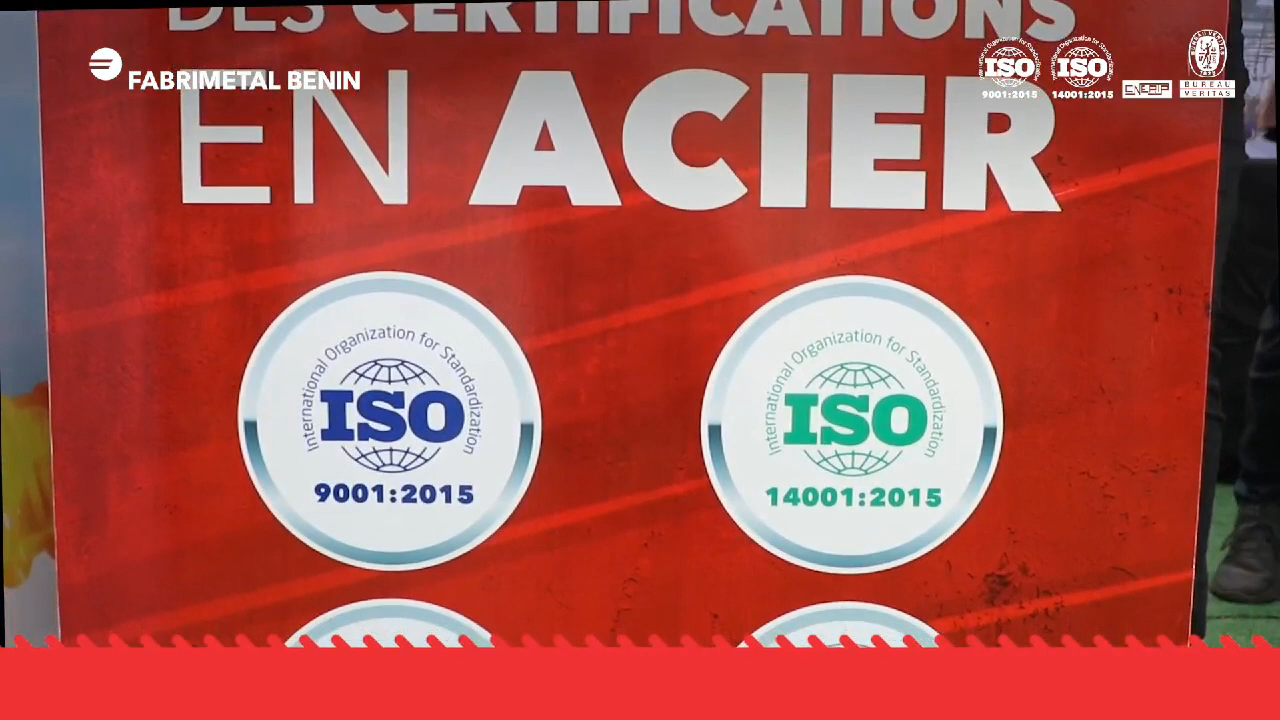 DES CERTIFICATIONS
FABRIMETAL BENIN
EN ACIER
ISO
9001:2015
ISO
14001:2015
BUREAU
VERITAS
International Organization for Standardization
ISO
9001:2015
International Organization for Standardization
ISO
14001:2015